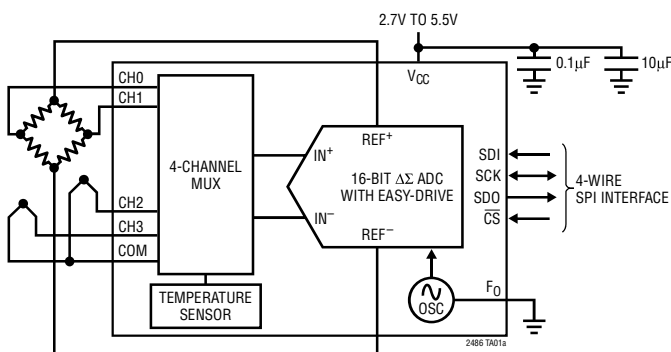 2.7V TO 5.5V
0.1µF
10µF
VCC
CH0
CH1
CH2
CH3
COM
4-CHANNEL
MUX
IN+
IN−
REF+
16-BIT ΔΣ ADC
WITH EASY-DRIVE
REF−
SDI
SCK
SDO
CS
4-WIRE
SPI INTERFACE
TEMPERATURE
SENSOR
OSC
FO
2486 TA01a